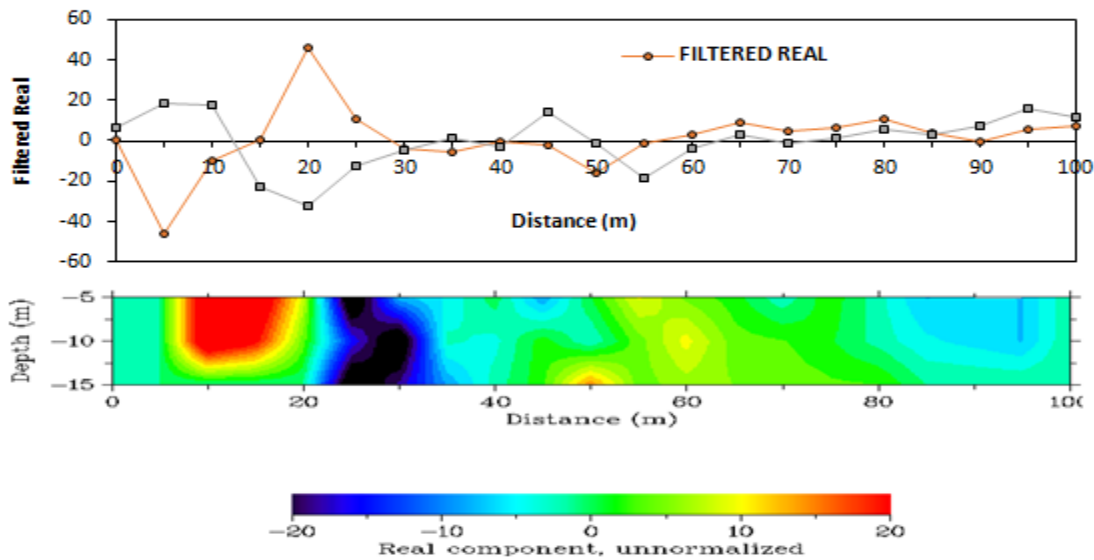 60
40
20
0
-20
-40
-60
Filtered Real
FILTERED REAL
0 10 20 30 40 50 60 70 80 90 100
Distance (m)
Depth (m)
-5
-10
-15
0 20 40 60 80 100
Distance (m)
-20 -10 0 10 20
Real component, unnormalized